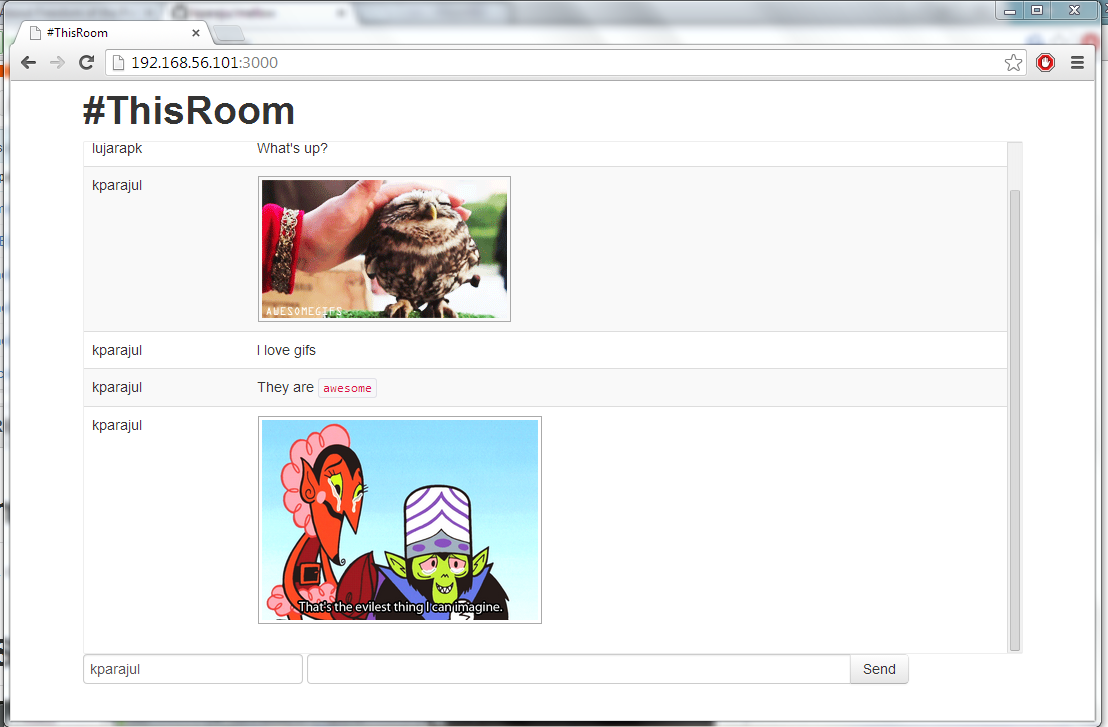 #ThisRoom
192.168.56.101:3000
#ThisRoom
lujarapk What's up?
kparajul
AWESOMEGIFS
kparajul I love gifs
kparajul They are awesome
kparajul
That's the evilest thing I can imagine.
kparajul Send